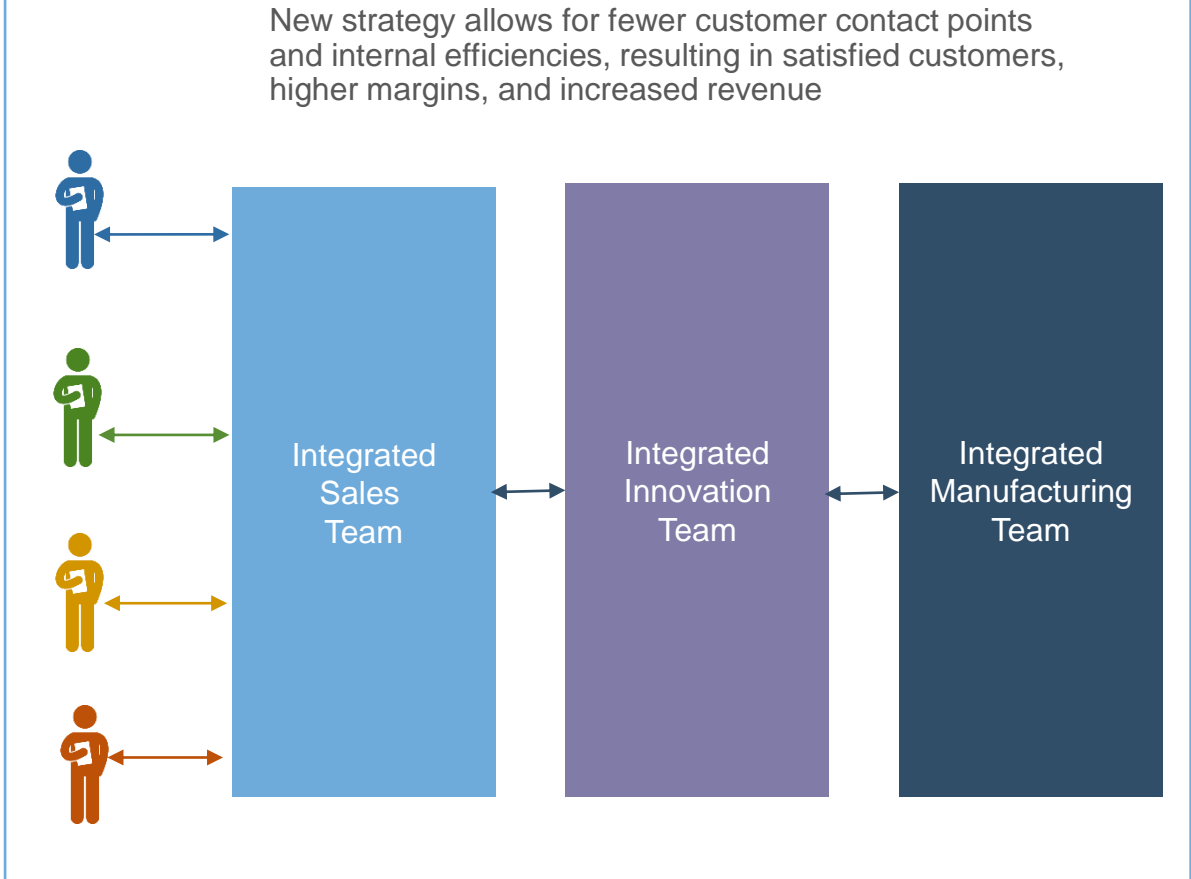 New strategy allows for fewer customer contact points
and internal efficiencies, resulting in satisfied customers,
higher margins, and increased revenue
Integrated
Sales
Team
Integrated
Innovation
Team
Integrated
Manufacturing
Team